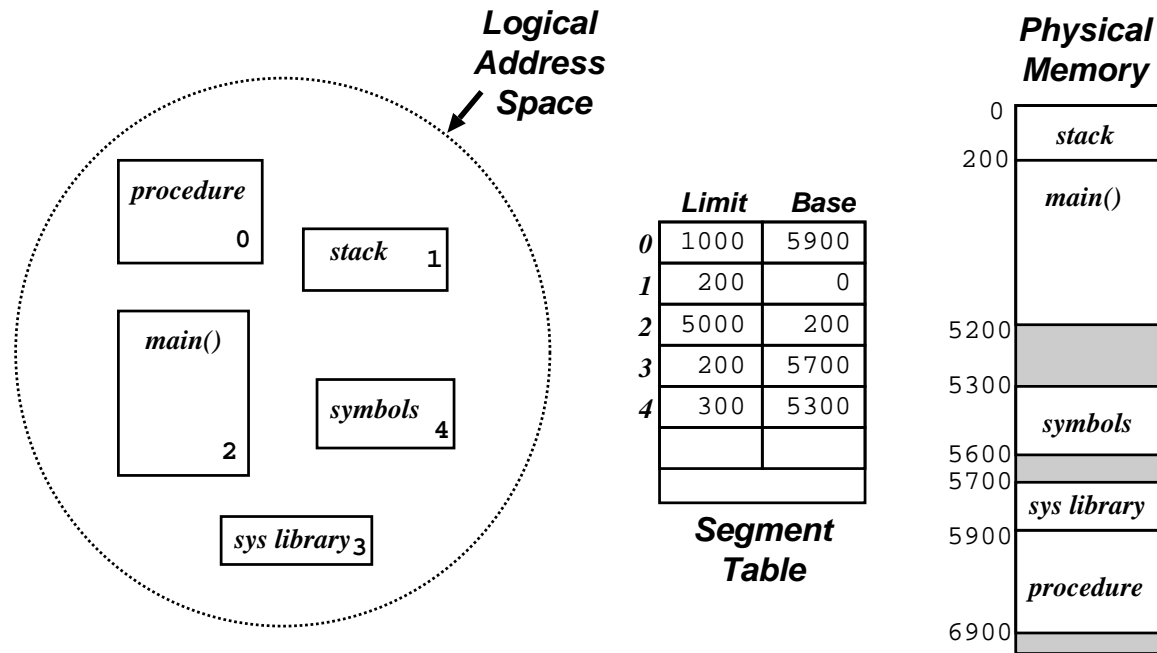 Logical
Address
Space
procedure
0
stack 1
main()
2
symbols 4
sys library 3
Limit Base
0 1000 5900
1 200 0
2 5000 200
3 200 5700
4 300 5300
Segment
Table
Physical
Memory
0
stack
200
main()
5200
5300
symbols
5600
5700
sys library
5900
procedure
6900